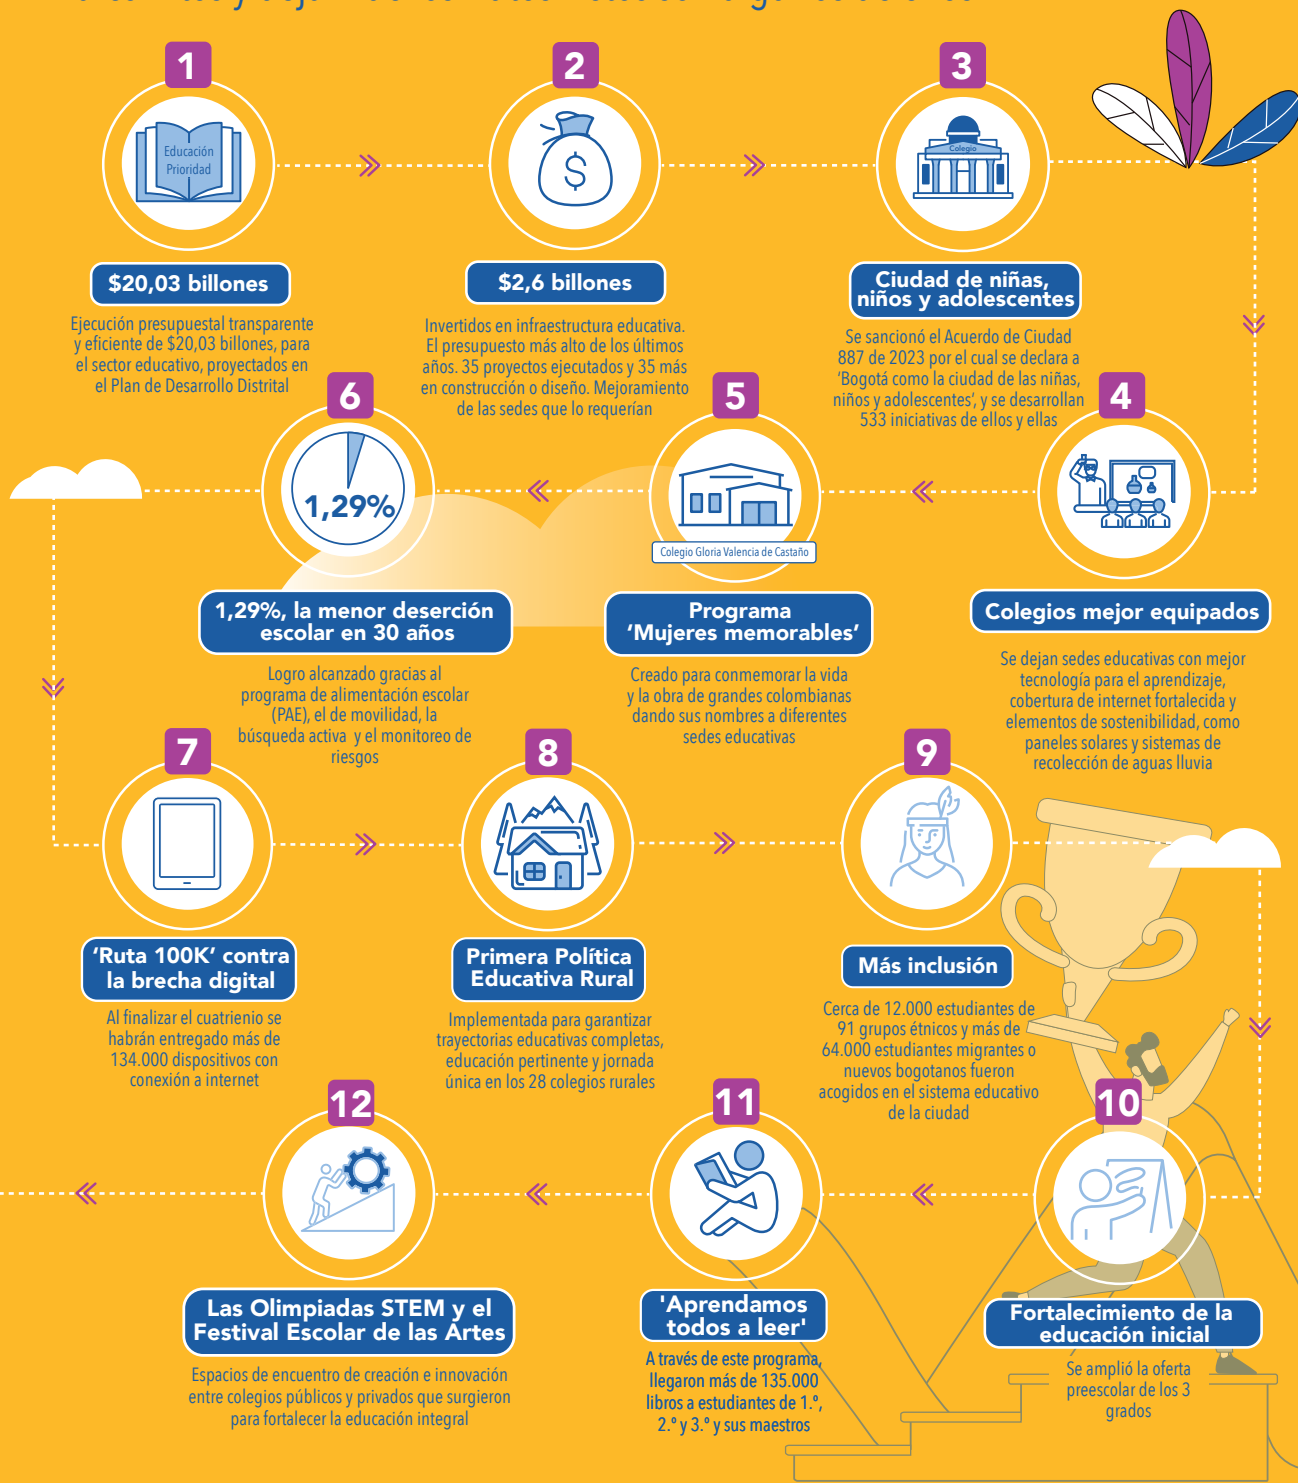 1
Educación
Prioridad
$20,03 billones
Ejecución presupuestal transparente
y eficiente de $20,03 billones, para
el sector educativo, proyectados en
el Plan de Desarrollo Distrital
2
$
$2,6 billones
Invertidos en infraestructura educativa.
El presupuesto más alto de los últimos
años. 35 proyectos ejecutados y 35 más
en construcción o diseño. Mejoramiento
de las sedes que lo requerían
3
Colegio
Ciudad de niñas,
niños y adolescentes
Se sancionó el Acuerdo de Ciudad
887 de 2023 por el cual se declara a
‘Bogotá como la ciudad de las niñas,
niños y adolescentes’, y se desarrollan
533 iniciativas de ellos y ellas
4
Colegios mejor equipados
Se dejan sedes educativas con mejor
tecnología para el aprendizaje,
cobertura de internet fortalecida y
elementos de sostenibilidad, como
paneles solares y sistemas de
recolección de aguas lluvia
5
Colegio Gloria Valencia de Castaño
Programa
‘Mujeres memorables’
Creado para conmemorar la vida
y la obra de grandes colombianas
dando sus nombres a diferentes
sedes educativas
6
1,29%
1,29%, la menor deserción
escolar en 30 años
Logro alcanzado gracias al
programa de alimentación escolar
(PAE), el de movilidad, la
búsqueda activa y el monitoreo de
riesgos
7
‘Ruta 100K’ contra
la brecha digital
Al finalizar el cuatrienio se
habrán entregado más de
134.000 dispositivos con
conexión a internet
8
Primera Política
Educativa Rural
Implementada para garantizar
trayectorias educativas completas,
educación pertinente y jornada
única en los 28 colegios rurales
9
Más inclusión
Cerca de 12.000 estudiantes de
91 grupos étnicos y más de
64.000 estudiantes migrantes o
nuevos bogotanos fueron
acogidos en el sistema educativo
de la ciudad
10
Fortalecimiento de la
educación inicial
Se amplió la oferta
preescolar de los 3
grados
11
'Aprendamos
todos a leer'
A través de este programa,
llegaron más de 135.000
libros a estudiantes de 1.º,
2.º y 3.º y sus maestros
12
Las Olimpiadas STEM y el
Festival Escolar de las Artes
Espacios de encuentro de creación e innovación
entre colegios públicos y privados que surgieron
para fortalecer la educación integral